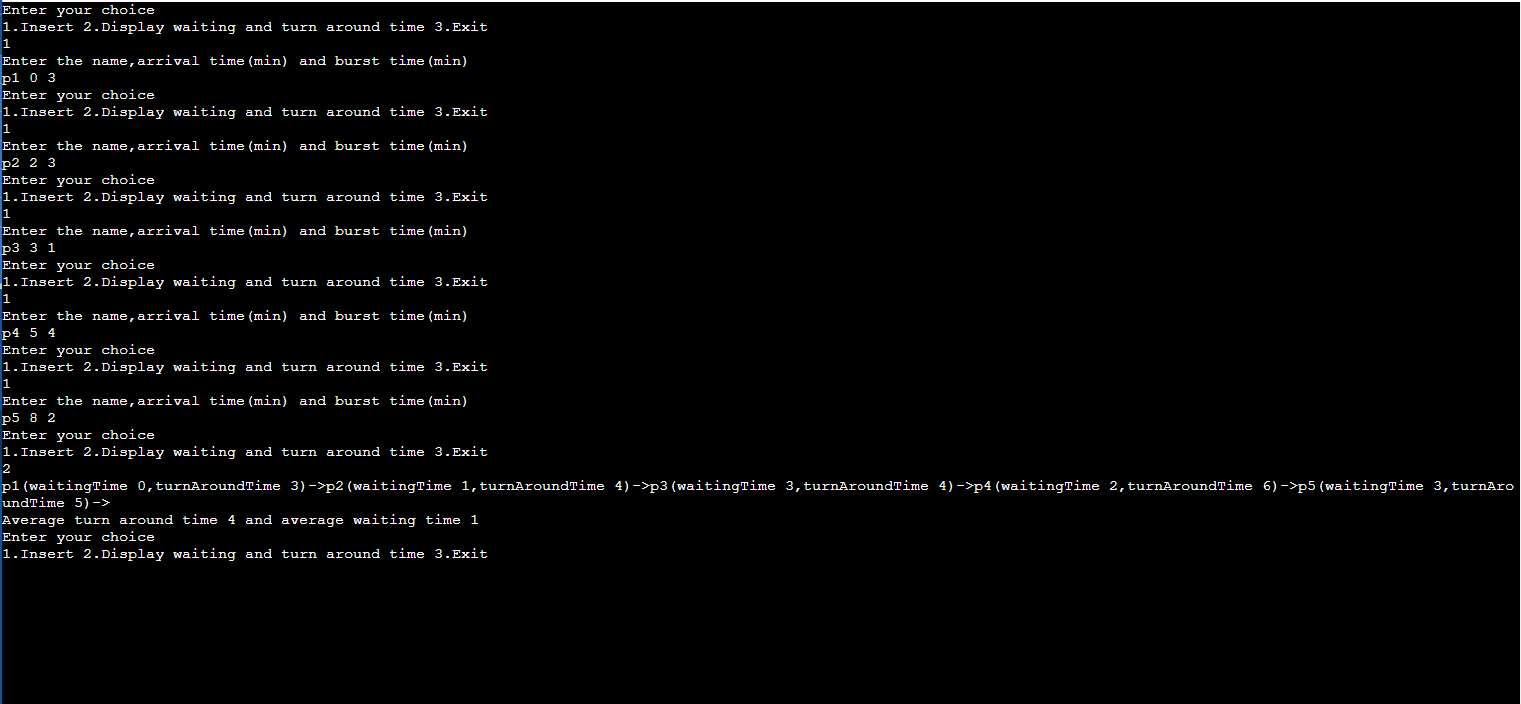 Enter your choice
1.Insert 2.Display waiting and turn around time 3.Exit
1
Enter the name,arrival time(min) and burst time(min)
p1 0 3
Enter your choice
1.Insert 2.Display waiting and turn around time 3.Exit
1
Enter the name,arrival time(min) and burst time(min)
p2 2 3
Enter your choice
1.Insert 2.Display waiting and turn around time 3.Exit
1
Enter the name,arrival time(min) and burst time(min)
p3 3 1
Enter your choice
1.Insert 2.Display waiting and turn around time 3.Exit
1
Enter the name,arrival time(min) and burst time(min)
p4 5 4
Enter your choice
1.Insert 2.Display waiting and turn around time 3.Exit
1
Enter the name,arrival time(min) and burst time(min)
p5 8 2
Enter your choice
1.Insert 2.Display waiting and turn around time 3.Exit
2
p1(waitingTime 0,turnAroundTime 3)->p2(waitingTime 1,turnAroundTime 4)->p3(waitingTime 3,turnAroundTime 4)->p4(waitingTime 2,turnAroundTime 6)->p5(waitingTime 3,turnAro
undTime 5)->
Average turn around time 4 and average waiting time 1
Enter your choice
1.Insert 2.Display waiting and turn around time 3.Exit